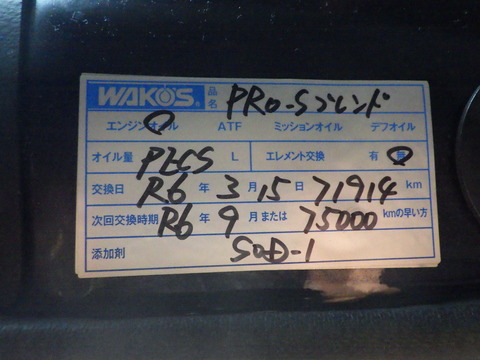 WAKO'S 品名 PRO-Sブレンド
エンジンオイル ATF ミッションオイル デフオイル
オイル量 PECS L エレメント交換 有 無
交換日 R6 年 3 月 15 日 71914 km
次回交換時期 R6 年 9 月または 75000 kmの早い方
添加剤 SOD-1